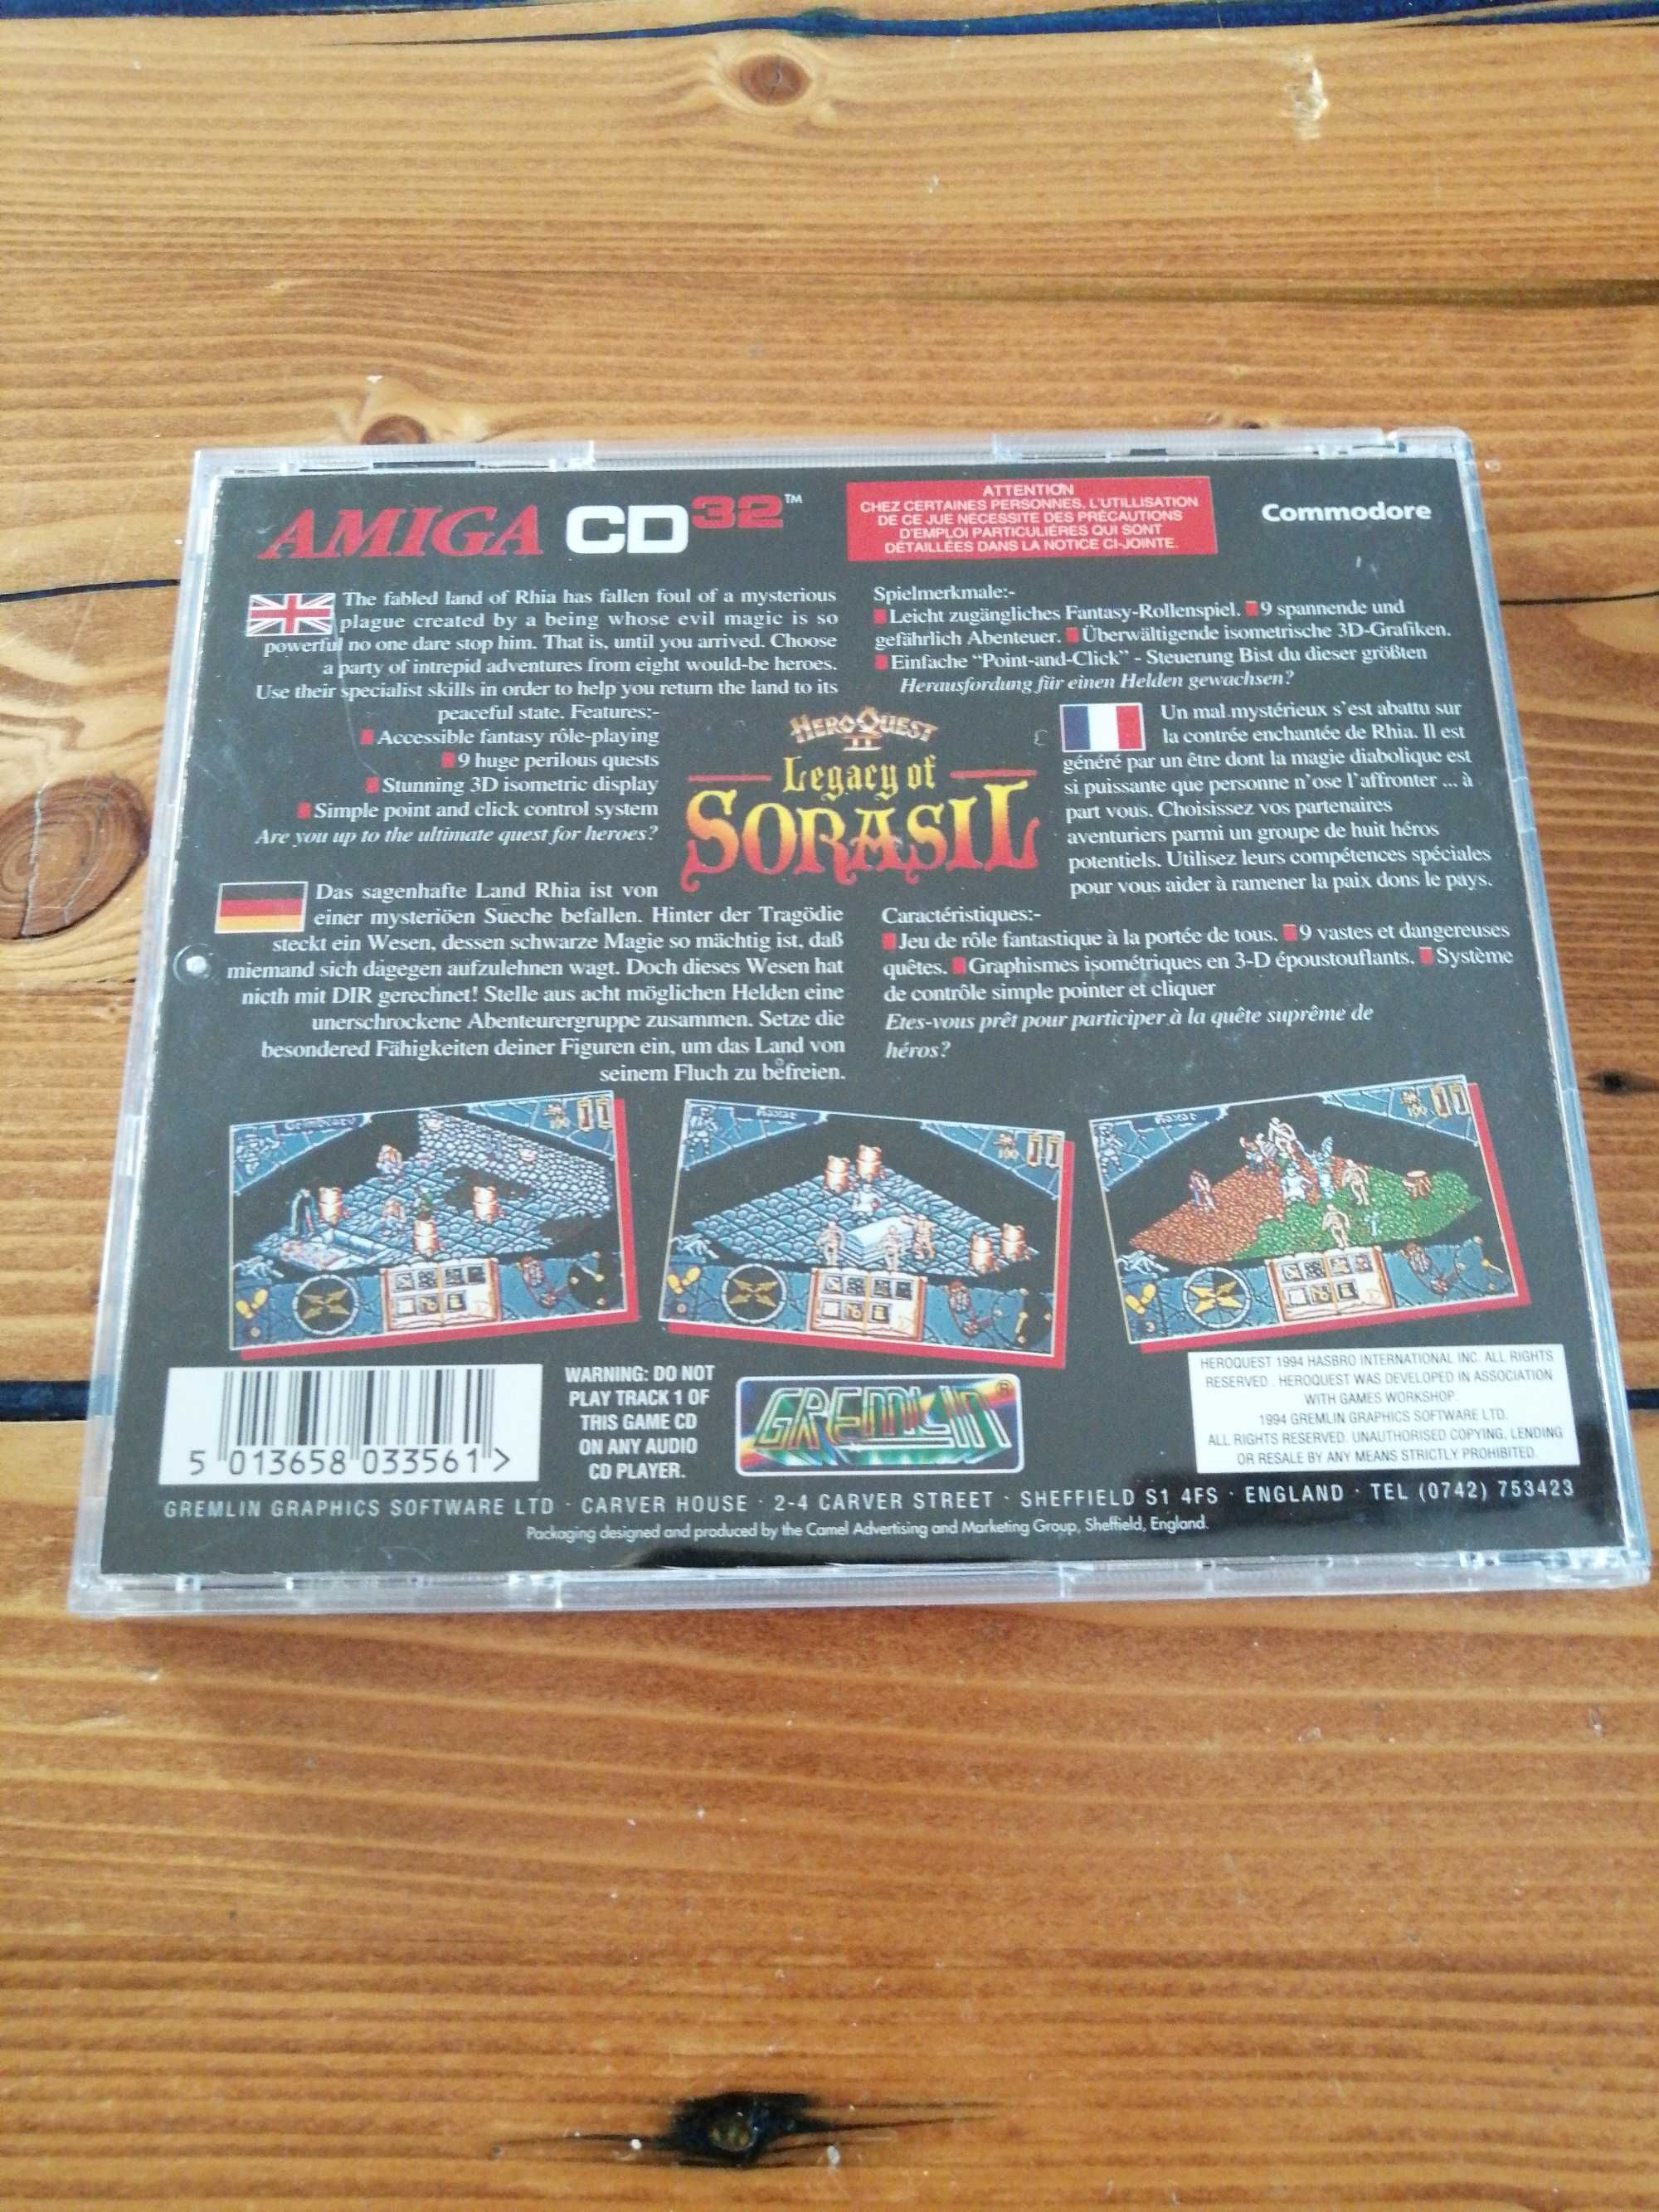 AMIGA CD32™
ATTENTION
CHEZ CERTAINES PERSONNES. L'UTILLISATION
DE CE JUE NÉCESSITE DES PRÉCAUTIONS
D'EMPLOI PARTICULIÈRES QUI SONT
DÉTAILLÉES DANS LA NOTICE CI-JOINTE.
Commodore
The fabled land of Rhia has fallen foul of a mysterious
plague created by a being whose evil magic is so
powerful no one dare stop him. That is, until you arrived. Choose
a party of intrepid adventures from eight would-be heroes.
Use their specialist skills in order to help you return the land to its
peaceful state. Features:-
Accessible fantasy rôle-playing
9 huge perilous quests
Stunning 3D isometric display
Simple point and click control system
Are you up to the ultimate quest for heroes?
Das sagenhafte Land Rhia ist von
einer mysteriöen Sueche befallen. Hinter der Tragödie
steckt ein Wesen, dessen schwarze Magie so mächtig ist, daß
miemand sich dagegen aufzulehnen wagt. Doch dieses Wesen hat
nicth mit DIR gerechnet! Stelle aus acht möglichen Helden eine
unerschrockene Abenteurergruppe zusammen. Setze die
besondered Fähigkeiten deiner Figuren ein, um das Land von
seinem Fluch zu befreien.
Spielmerkmale:-
Leicht zugängliches Fantasy-Rollenspiel. 9 spannende und
gefährlich Abenteuer. Überwältigende isometrische 3D-Grafiken.
Einfache "Point-and-Click" - Steuerung Bist du dieser größten
Herausfordung für einen Helden gewachsen?
HEROQUEST
II
Legacy of
SORASIL
Un mal mystérieux s'est abattu sur
la contrée enchantée de Rhia. Il est
généré par un être dont la magie diabolique est
si puissante que personne n'ose l'affronter ... à
part vous. Choisissez vos partenaires
aventuriers parmi un groupe de huit héros
potentiels. Utilisez leurs compétences spéciales
pour vous aider à ramener la paix dons le pays.
Caractéristiques:-
Jeu de rôle fantastique à la portée de tous. 9 vastes et dangereuses
quêtes. Graphismes isométriques en 3-D époustouflants. Système
de contrôle simple pointer et cliquer
Etes-vous prêt pour participer à la quête suprême de
héros?
100
100
100
3
5 013658 033561 >
WARNING: DO NOT
PLAY TRACK 1 OF
THIS GAME CD
ON ANY AUDIO
CD PLAYER.
GREMLIN®
HEROQUEST 1994 HASBRO INTERNATIONAL INC. ALL RIGHTS
RESERVED. HEROQUEST WAS DEVELOPED IN ASSOCIATION
WITH GAMES WORKSHOP.
1994 GREMLIN GRAPHICS SOFTWARE LTD.
ALL RIGHTS RESERVED. UNAUTHORISED COPYING, LENDING
OR RESALE BY ANY MEANS STRICTLY PROHIBITED.
GREMLIN GRAPHICS SOFTWARE LTD · CARVER HOUSE · 2-4 CARVER STREET · SHEFFIELD S1 4FS · ENGLAND · TEL (0742) 753423
Packaging designed and produced by the Camel Advertising and Marketing Group, Sheffield, England.